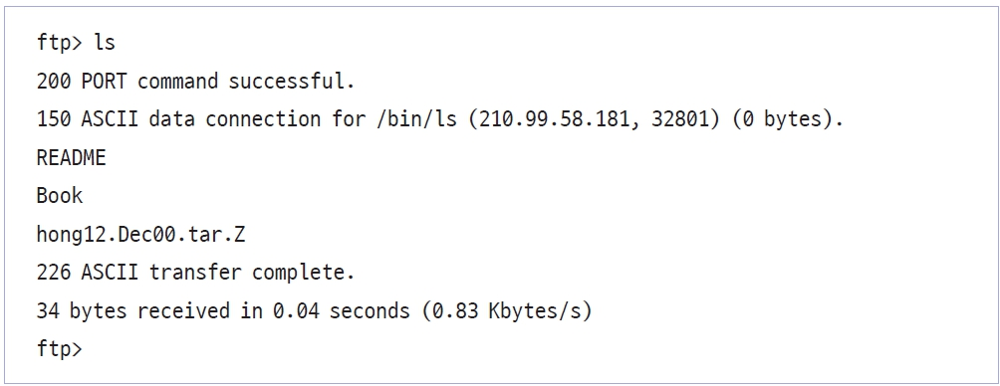 ftp> ls
200 PORT command successful.
150 ASCII data connection for /bin/ls (210.99.58.181, 32801) (0 bytes).
README
Book
hong12.Dec00.tar.Z
226 ASCII transfer complete.
34 bytes received in 0.04 seconds (0.83 Kbytes/s)
ftp>